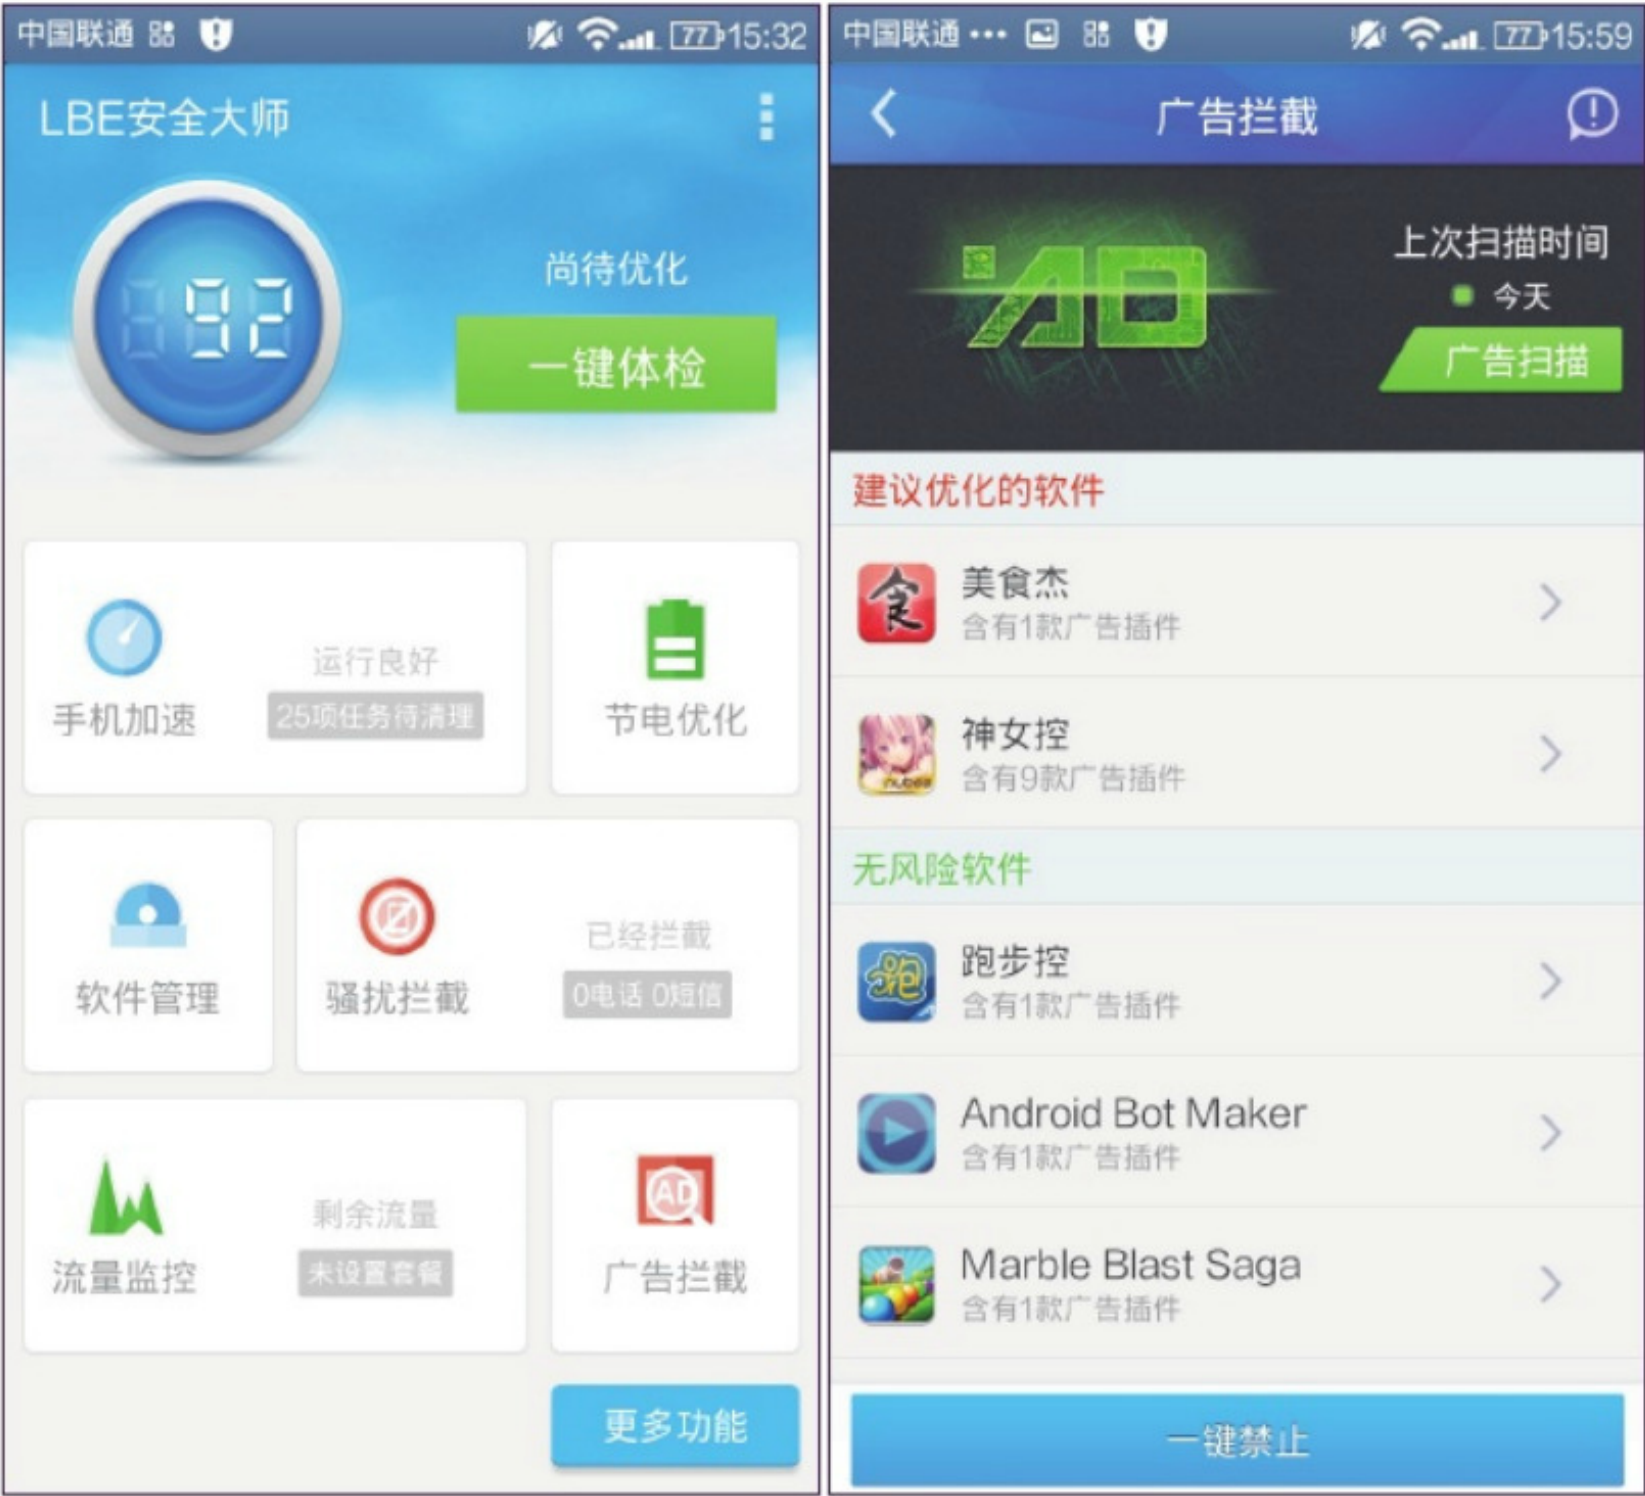 中国联通 77 15:32
LBE安全大师
92
尚待优化
一键体检
手机加速
运行良好
25项任务待清理
节电优化
软件管理
骚扰拦截
已经拦截
0电话 0短信
流量监控
剩余流量
未设置套餐
AD
广告拦截
更多功能
中国联通 ••• 77 15:59
广告拦截
AD
上次扫描时间
今天
广告扫描
建议优化的软件
食
美食杰
含有1款广告插件
神女控
含有9款广告插件
无风险软件
跑
跑步控
含有1款广告插件
Android Bot Maker
含有1款广告插件
Marble Blast Saga
含有1款广告插件
一键禁止